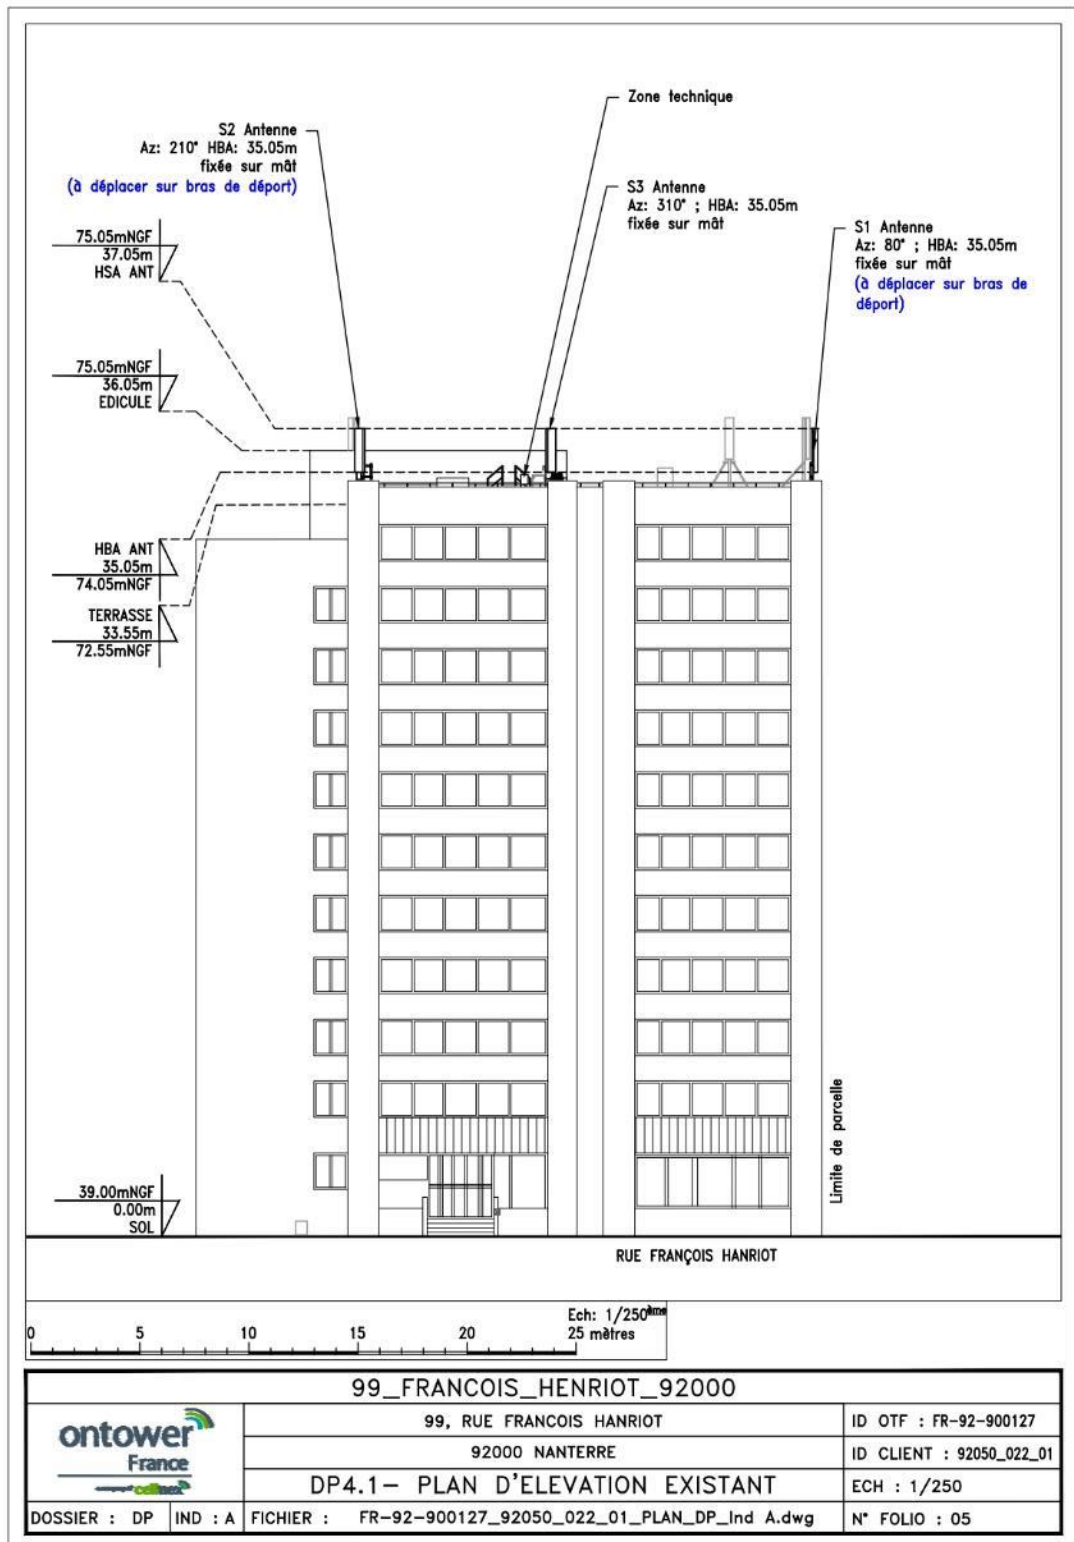 Zone technique
S2 Antenne
Az: 210° HBA: 35.05m
fixée sur mât
(à déplacer sur bras de déport)
S3 Antenne
Az: 310° ; HBA: 35.05m
fixée sur mât
S1 Antenne
Az: 80° ; HBA: 35.05m
fixée sur mât
(à déplacer sur bras de
déport)
75.05mNGF
37.05m
HSA ANT
75.05mNGF
36.05m
EDICULE
HBA ANT
35.05m
74.05mNGF
TERRASSE
33.55m
72.55mNGF
Limite de parcelle
39.00mNGF
0.00m
SOL
RUE FRANÇOIS HANRIOT
Ech: 1/250ème
0 5 10 15 20 25 mètres
99_FRANCOIS_HENRIOT_92000
ontower
France
cellnex
99, RUE FRANCOIS HANRIOT
ID OTF : FR-92-900127
92000 NANTERRE
ID CLIENT : 92050_022_01
DP4.1- PLAN D'ELEVATION EXISTANT
ECH : 1/250
DOSSIER : DP
IND : A
FICHIER : FR-92-900127_92050_022_01_PLAN_DP_Ind A.dwg
N° FOLIO : 05